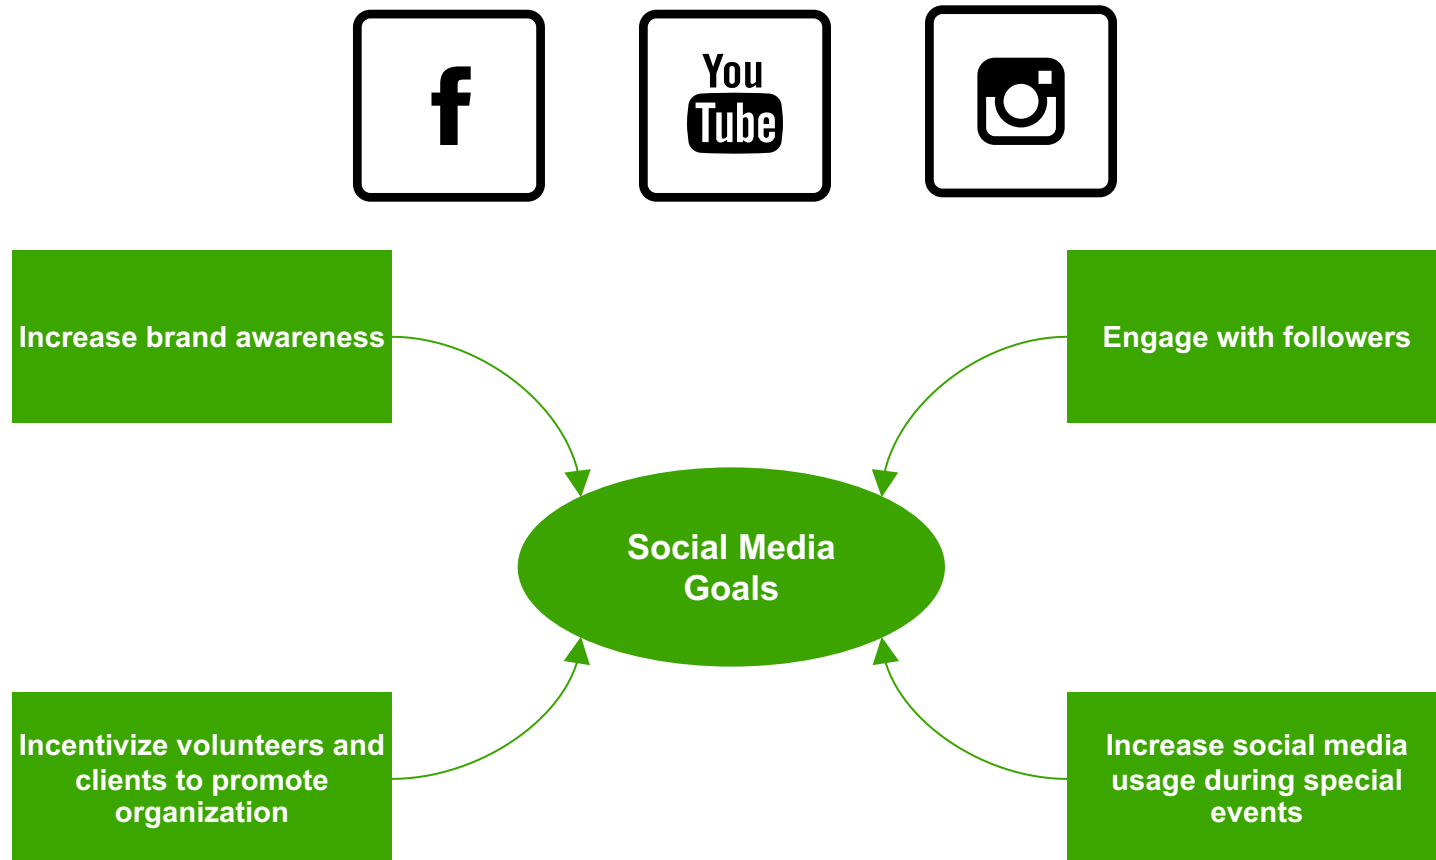 f
You
Tube
Increase brand awareness
Engage with followers
Social Media
Goals
Incentivize volunteers and
clients to promote
organization
Increase social media
usage during special
events